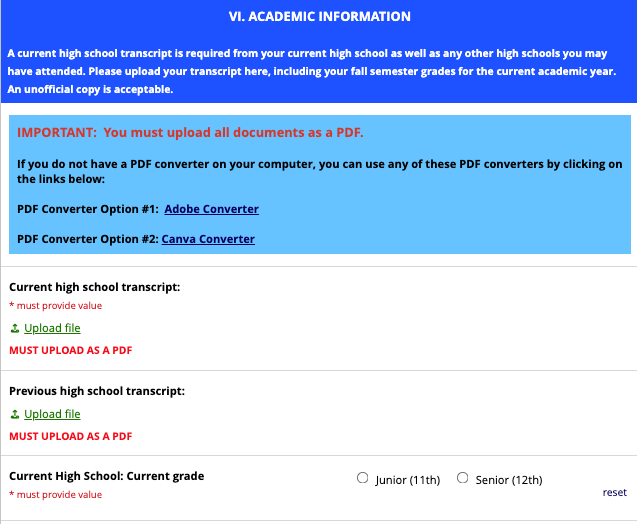 VI. ACADEMIC INFORMATION
A current high school transcript is required from your current high school as well as any other high schools you may
have attended. Please upload your transcript here, including your fall semester grades for the current academic year.
An unofficial copy is acceptable.
IMPORTANT:  You must upload all documents as a PDF.
If you do not have a PDF converter on your computer, you can use any of these PDF converters by clicking on
the links below:
PDF Converter Option #1:  Adobe Converter
PDF Converter Option #2: Canva Converter
Current high school transcript:
* must provide value
Upload file
MUST UPLOAD AS A PDF
Previous high school transcript:
Upload file
MUST UPLOAD AS A PDF
Current High School: Current grade
* must provide value
Junior (11th) Senior (12th)
reset